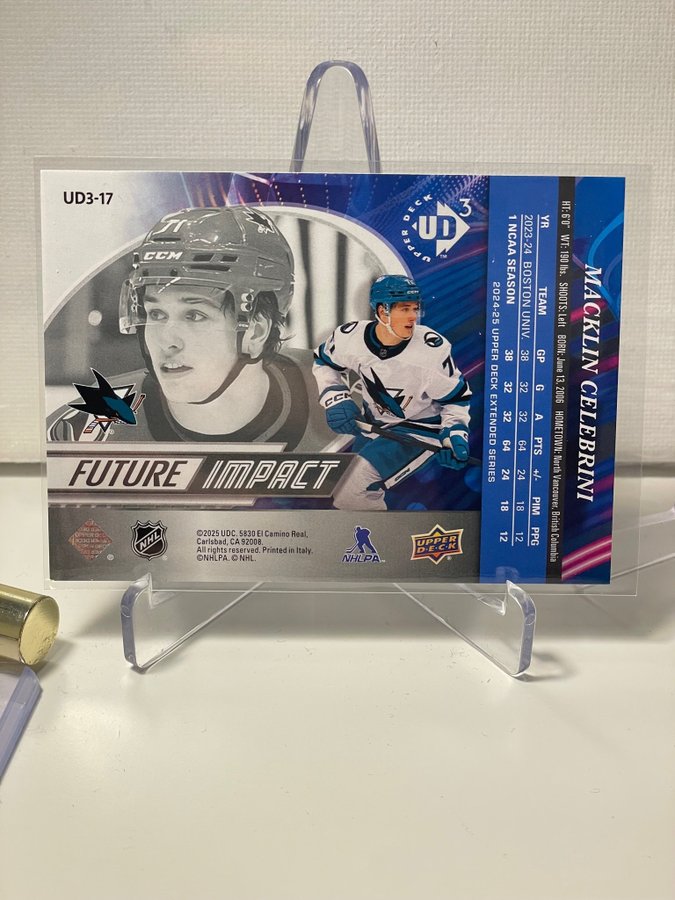 UD3-17
71
CCM
UPPER DECK
UD3
TM
FUTURE IMPACT
©2025 UDC. 5830 El Camino Real,
Carlsbad, CA 92008.
All rights reserved. Printed in Italy.
©NHLPA. © NHL.
NHL
NHLPA
UPPER
DECK
MACKLIN CELEBRINI
HT: 6'0" WT: 190 lbs. SHOOTS: Left BORN: June 13, 2006 HOMETOWN: North Vancouver, British Columbia
YR TEAM GP G A PTS +/- PIM PPG
2023-24 BOSTON UNIV. 38 32 32 64 24 18 12
1 NCAA SEASON 38 32 32 64 24 18 12
2024-25 UPPER DECK EXTENDED SERIES